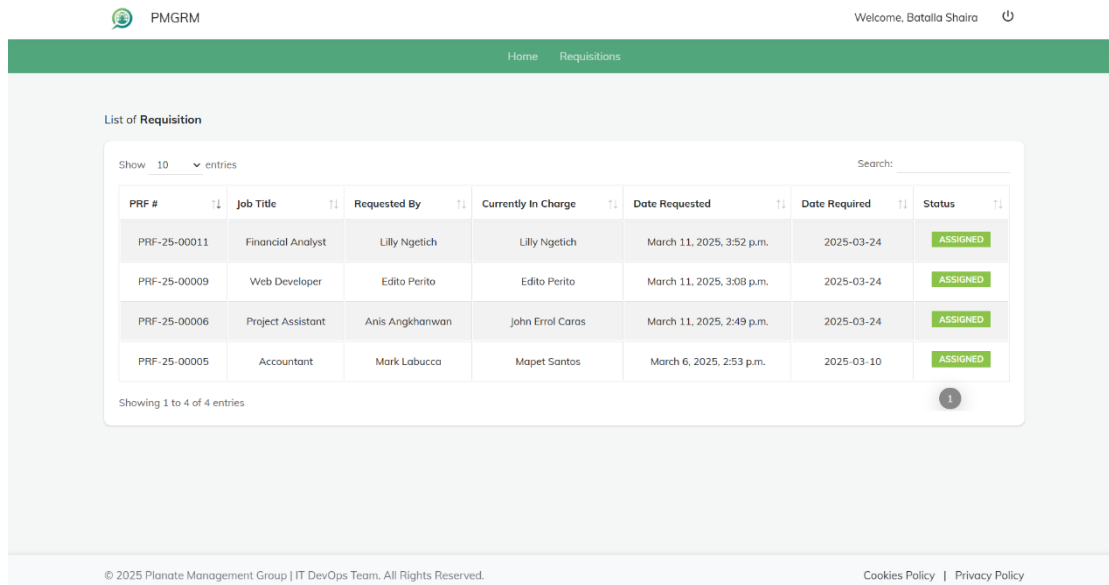 PMGRM
Welcome, Batalla Shaira
Home Requisitions
List of Requisition
Show 10 entries
Search:
PRF # Job Title Requested By Currently In Charge Date Requested Date Required Status
PRF-25-00011 Financial Analyst Lilly Ngetich Lilly Ngetich March 11, 2025, 3:52 p.m. 2025-03-24 ASSIGNED
PRF-25-00009 Web Developer Edito Perito Edito Perito March 11, 2025, 3:08 p.m. 2025-03-24 ASSIGNED
PRF-25-00006 Project Assistant Anis Angkhanwan John Errol Caras March 11, 2025, 2:49 p.m. 2025-03-24 ASSIGNED
PRF-25-00005 Accountant Mark Labucca Mapet Santos March 6, 2025, 2:53 p.m. 2025-03-10 ASSIGNED
Showing 1 to 4 of 4 entries
1
© 2025 Planate Management Group | IT DevOps Team. All Rights Reserved.
Cookies Policy | Privacy Policy